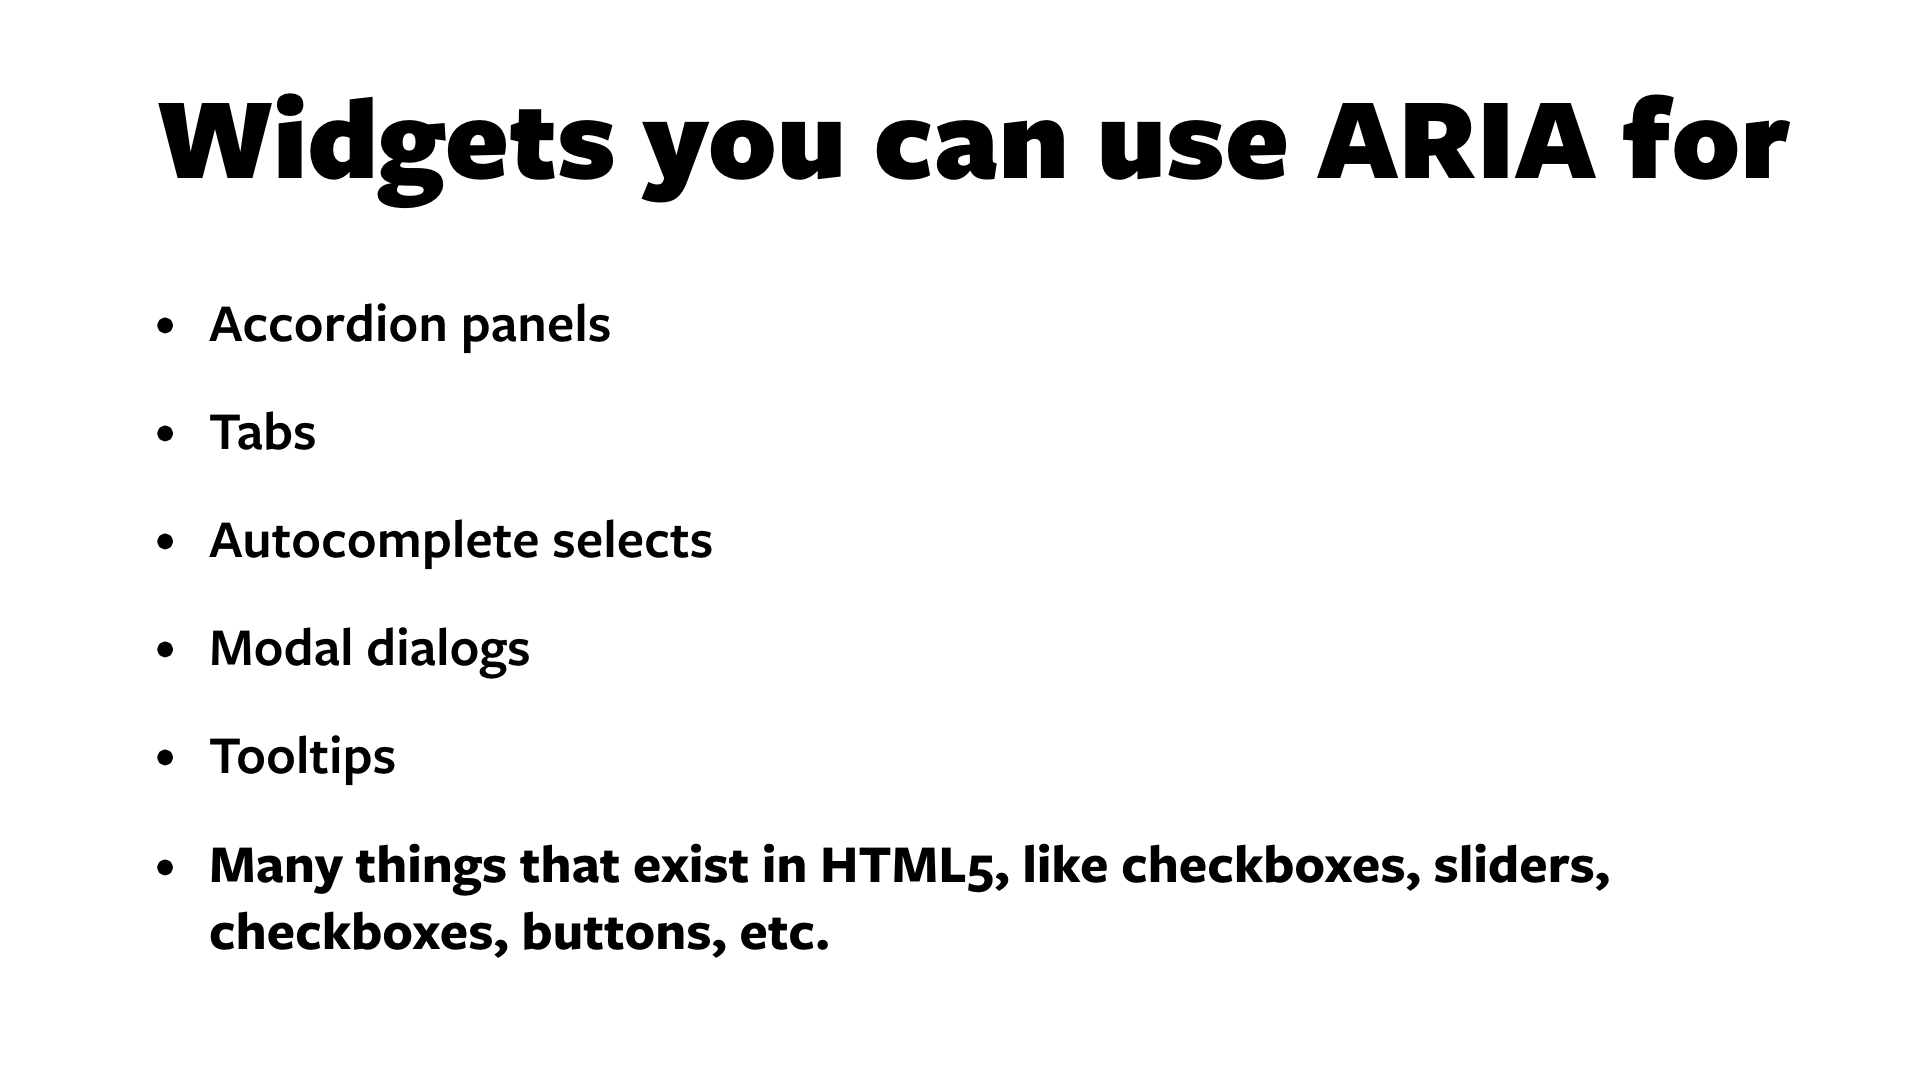 Widgets you can use ARIA for
• Accordion panels
• Tabs
• Autocomplete selects
• Modal dialogs
• Tooltips
• Many things that exist in HTML5, like checkboxes, sliders,
checkboxes, buttons, etc.